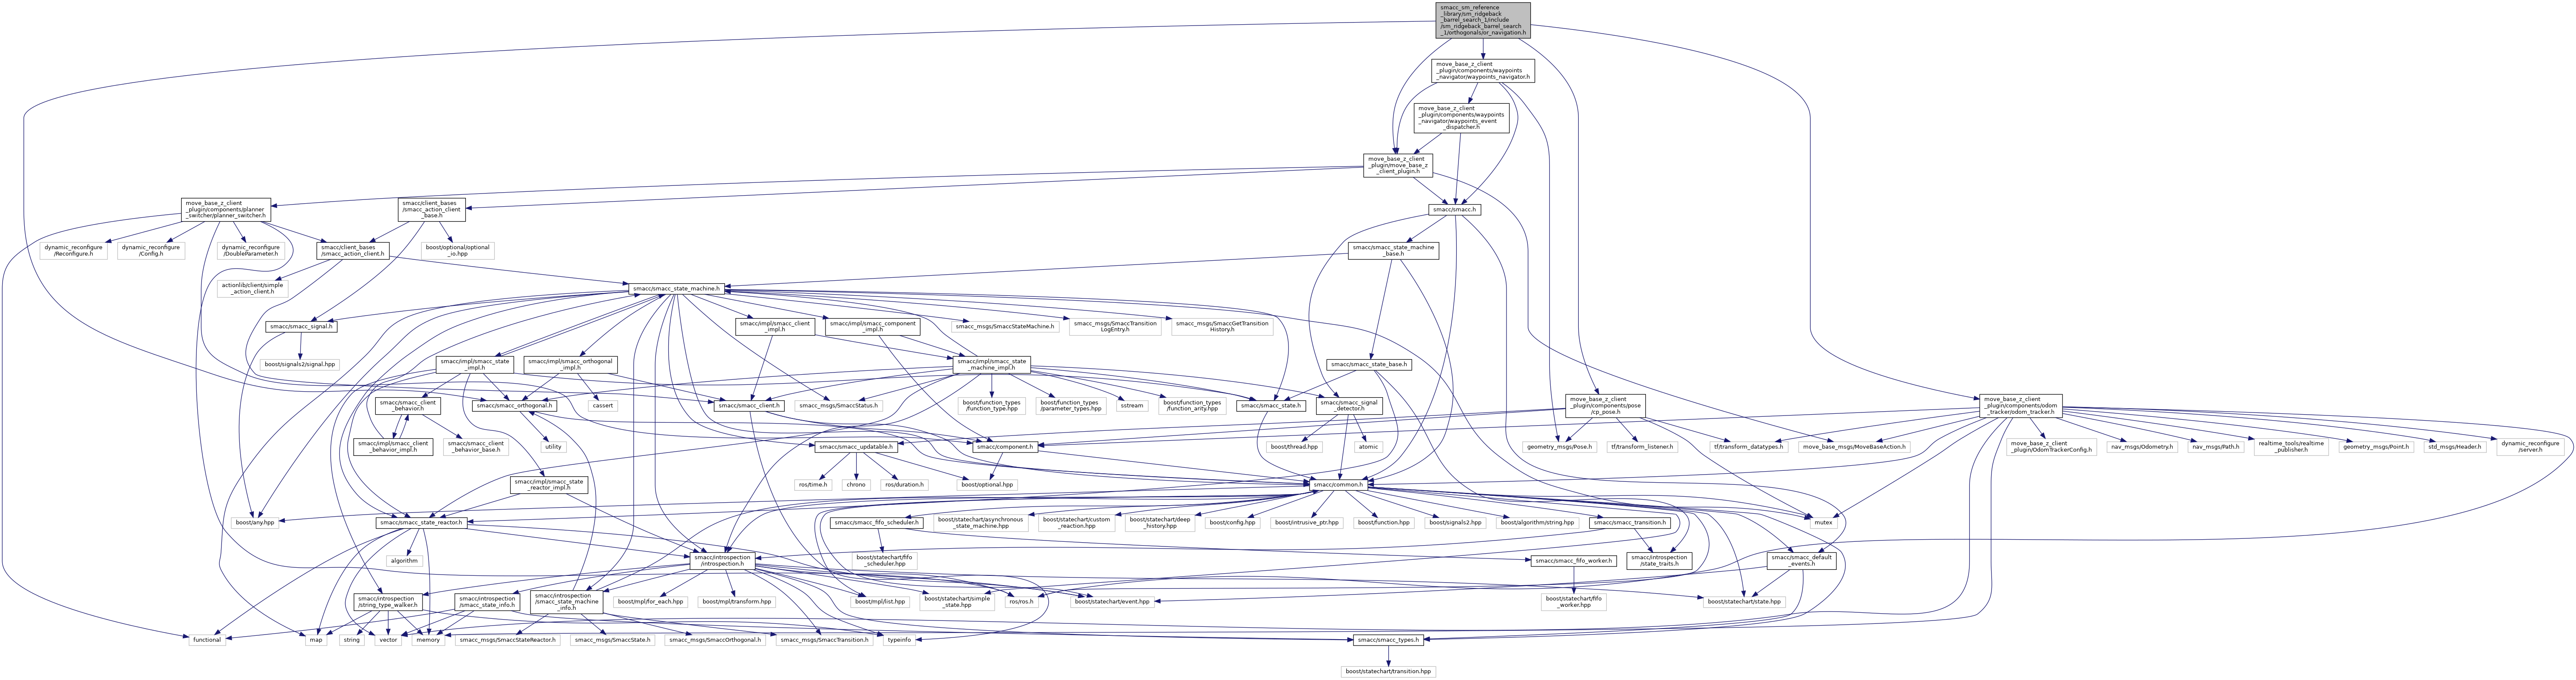 smacc_sm_reference
_library/sm_ridgeback
_barrel_search_1/include
/sm_ridgeback_barrel_search
_1/orthogonals/or_navigation.h
move_base_z_client
_plugin/components/waypoints
_navigator/waypoints_navigator.h
move_base_z_client
_plugin/components/waypoints
_navigator/waypoints_event
_dispatcher.h
move_base_z_client
_plugin/move_base_z
_client_plugin.h
move_base_z_client
_plugin/components/planner
_switcher/planner_switcher.h
smacc/client_bases
/smacc_action_client
_base.h
smacc/smacc.h
dynamic_reconfigure
/Reconfigure.h
dynamic_reconfigure
/Config.h
dynamic_reconfigure
/DoubleParameter.h
smacc/client_bases
/smacc_action_client.h
boost/optional/optional
_io.hpp
smacc/smacc_state_machine
_base.h
actionlib/client/simple
_action_client.h
smacc/smacc_state_machine.h
smacc/smacc_signal.h
smacc/impl/smacc_client
_impl.h
smacc/impl/smacc_component
_impl.h
smacc_msgs/SmaccStateMachine.h
smacc_msgs/SmaccTransition
LogEntry.h
smacc_msgs/SmaccGetTransition
History.h
boost/signals2/signal.hpp
smacc/impl/smacc_state
_impl.h
smacc/impl/smacc_orthogonal
_impl.h
smacc/impl/smacc_state
_machine_impl.h
smacc/smacc_state_base.h
smacc/smacc_client
_behavior.h
smacc/smacc_orthogonal.h
cassert
smacc/smacc_client.h
smacc_msgs/SmaccStatus.h
boost/function_types
/function_type.hpp
boost/function_types
/parameter_types.hpp
sstream
boost/function_types
/function_arity.hpp
smacc/smacc_state.h
smacc/smacc_signal
_detector.h
move_base_z_client
_plugin/components/pose
/cp_pose.h
move_base_z_client
_plugin/components/odom
_tracker/odom_tracker.h
smacc/impl/smacc_client
_behavior_impl.h
smacc/smacc_client
_behavior_base.h
utility
smacc/smacc_updatable.h
smacc/component.h
boost/thread.hpp
atomic
geometry_msgs/Pose.h
tf/transform_listener.h
tf/transform_datatypes.h
move_base_msgs/MoveBaseAction.h
move_base_z_client
_plugin/OdomTrackerConfig.h
nav_msgs/Odometry.h
nav_msgs/Path.h
realtime_tools/realtime
_publisher.h
geometry_msgs/Point.h
std_msgs/Header.h
dynamic_reconfigure
/server.h
smacc/impl/smacc_state
_reactor_impl.h
ros/time.h
chrono
ros/duration.h
boost/optional.hpp
smacc/common.h
boost/any.hpp
smacc/smacc_state_reactor.h
smacc/smacc_fifo_scheduler.h
boost/statechart/asynchronous
_state_machine.hpp
boost/statechart/custom
_reaction.hpp
boost/statechart/deep
_history.hpp
boost/config.hpp
boost/intrusive_ptr.hpp
boost/function.hpp
boost/signals2.hpp
boost/algorithm/string.hpp
smacc/smacc_transition.h
mutex
algorithm
smacc/introspection
/introspection.h
boost/statechart/fifo
_scheduler.hpp
smacc/smacc_fifo_worker.h
smacc/introspection
/state_traits.h
smacc/smacc_default
_events.h
smacc/introspection
/string_type_walker.h
smacc/introspection
/smacc_state_info.h
smacc/introspection
/smacc_state_machine
_info.h
boost/mpl/for_each.hpp
boost/mpl/transform.hpp
boost/mpl/list.hpp
boost/statechart/simple
_state.hpp
ros/ros.h
boost/statechart/event.hpp
boost/statechart/fifo
_worker.hpp
boost/statechart/state.hpp
functional
map
string
vector
memory
smacc_msgs/SmaccStateReactor.h
smacc_msgs/SmaccState.h
smacc_msgs/SmaccOrthogonal.h
smacc_msgs/SmaccTransition.h
typeinfo
smacc/smacc_types.h
boost/statechart/transition.hpp